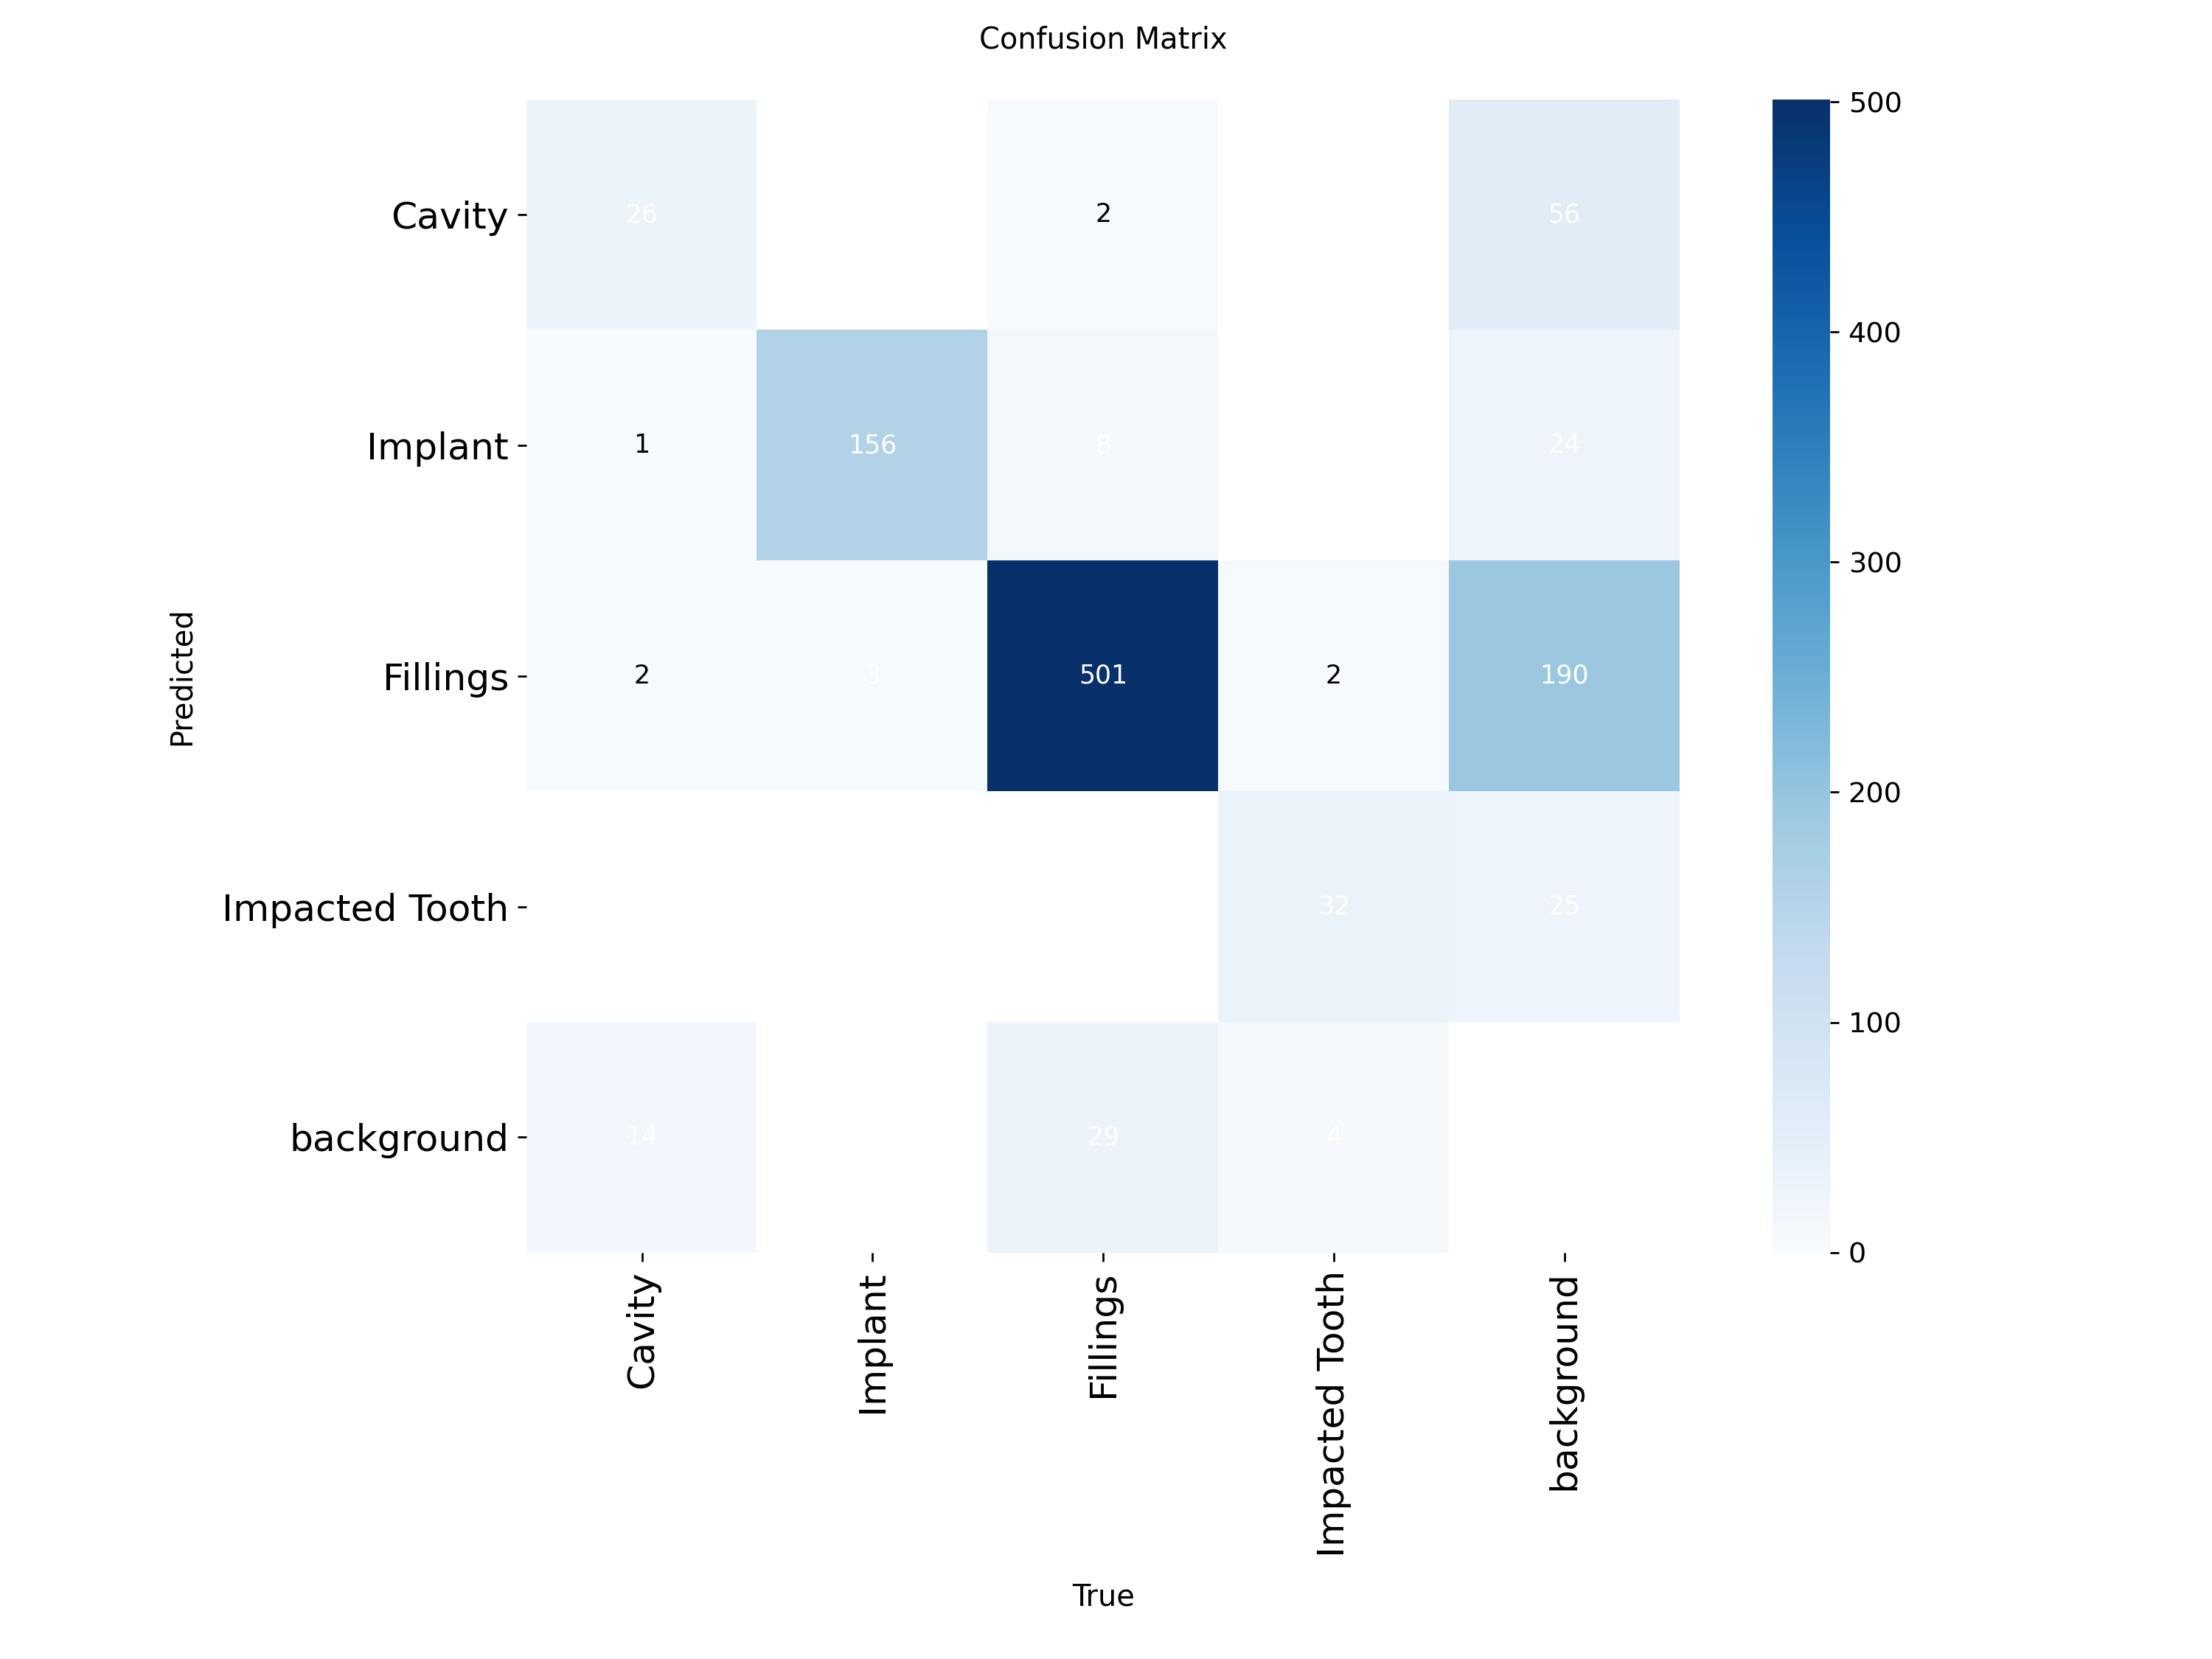 Confusion Matrix
Predicted
Cavity
26
2
56
Implant
1
156
8
24
Fillings
2
3
501
2
190
Impacted Tooth
32
25
background
14
29
4
Cavity
Implant
Fillings
Impacted Tooth
background
True
500
400
300
200
100
0